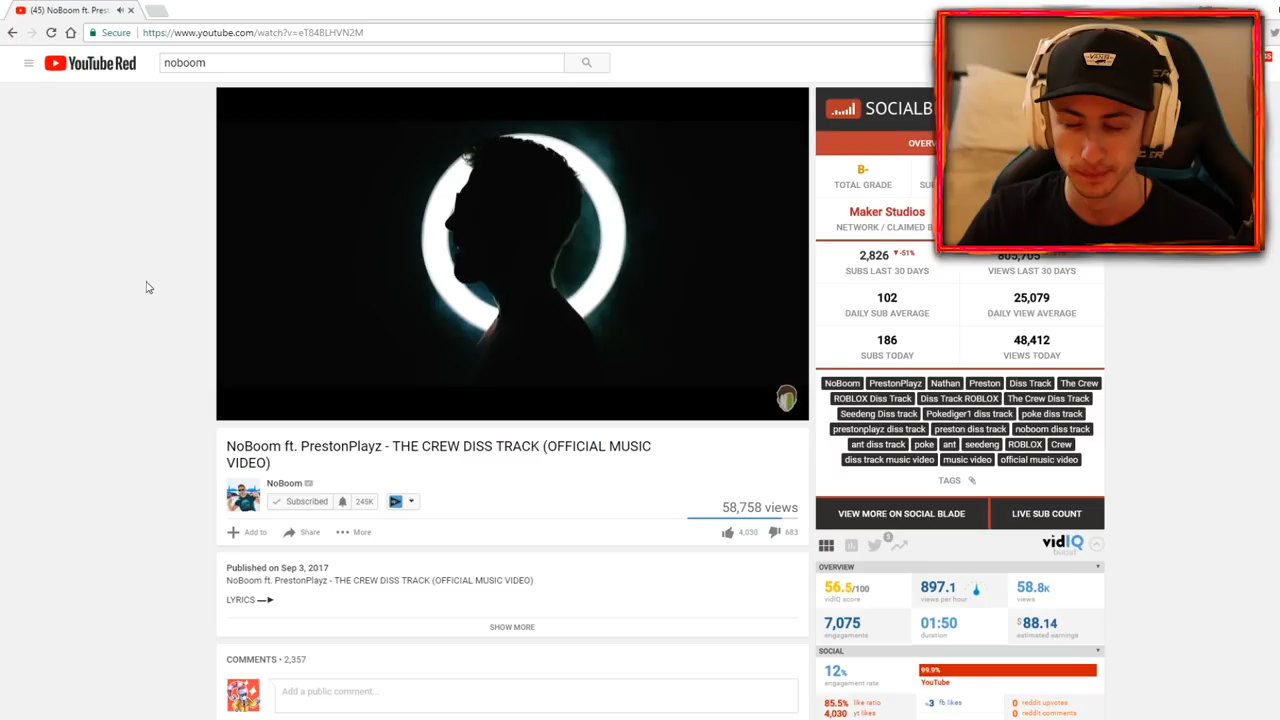 (45) NoBoom ft. Prest
Secure
https://www.youtube.com/watch?v=eT84BLHVN2M
YouTube Red
noboom
VANS
SOCIALB
OVERV
B-
TOTAL GRADE
SUB
Maker Studios
NETWORK / CLAIMED B
2,826 -51%
SUBS LAST 30 DAYS
805,705
VIEWS LAST 30 DAYS
102
DAILY SUB AVERAGE
25,079
DAILY VIEW AVERAGE
186
SUBS TODAY
48,412
VIEWS TODAY
NoBoom PrestonPlayz Nathan Preston Diss Track The Crew
ROBLOX Diss Track Diss Track ROBLOX The Crew Diss Track
Seedeng Diss track Pokediger1 diss track poke diss track
prestonplayz diss track preston diss track noboom diss track
ant diss track poke ant seedeng ROBLOX Crew
diss track music video music video official music video
TAGS
VIEW MORE ON SOCIAL BLADE
LIVE SUB COUNT
NoBoom ft. PrestonPlayz - THE CREW DISS TRACK (OFFICIAL MUSIC
VIDEO)
NoBoom
Subscribed 245K
58,758 views
Add to Share More
4,030 683
Published on Sep 3, 2017
NoBoom ft. PrestonPlayz - THE CREW DISS TRACK (OFFICIAL MUSIC VIDEO)
LYRICS
SHOW MORE
COMMENTS • 2,357
Add a public comment...
5
vidIQ
boost
OVERVIEW
56.5/100
vidIQ score
897.1
views per hour
58.8K
views
7,075
engagements
01:50
duration
$88.14
estimated earnings
SOCIAL
12%
engagement rate
99.9%
YouTube
85.5% like ratio
4,030 yt likes
~3 fb likes
0 reddit upvotes
0 reddit comments